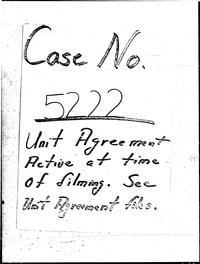 Case No.
5222
Unit Agreement
Active at time
of filming. See
Unit Agreement files.